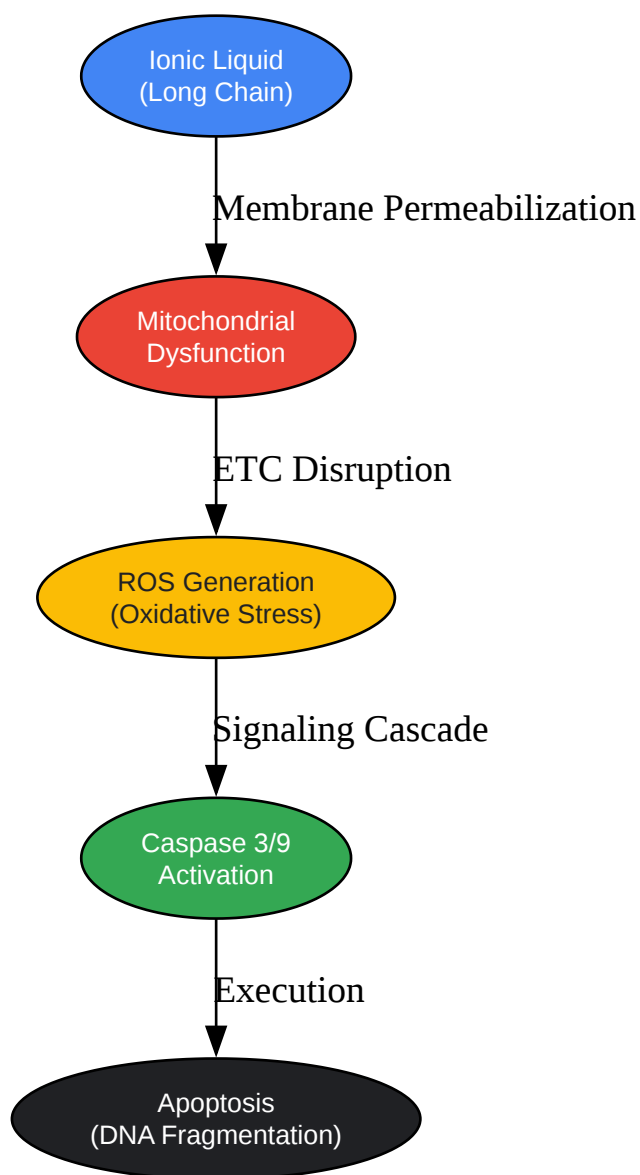 Ionic Liquid
(Long Chain)
Membrane Permeabilization
Mitochondrial
Dysfunction
ETC Disruption
ROS Generation
(Oxidative Stress)
Signaling Cascade
Caspase 3/9
Activation
Execution
Apoptosis
(DNA Fragmentation)